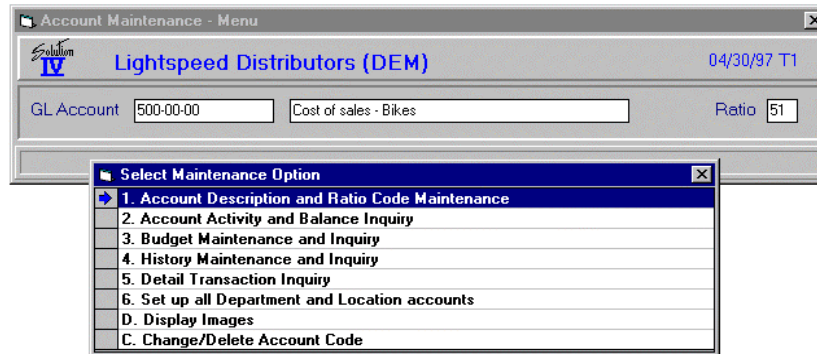 Account Maintenance - Menu
Solution IV Lightspeed Distributors (DEM) 04/30/97 T1
GL Account 500-00-00 Cost of sales - Bikes Ratio 51
Select Maintenance Option
1. Account Description and Ratio Code Maintenance
2. Account Activity and Balance Inquiry
3. Budget Maintenance and Inquiry
4. History Maintenance and Inquiry
5. Detail Transaction Inquiry
6. Set up all Department and Location accounts
D. Display Images
C. Change/Delete Account Code